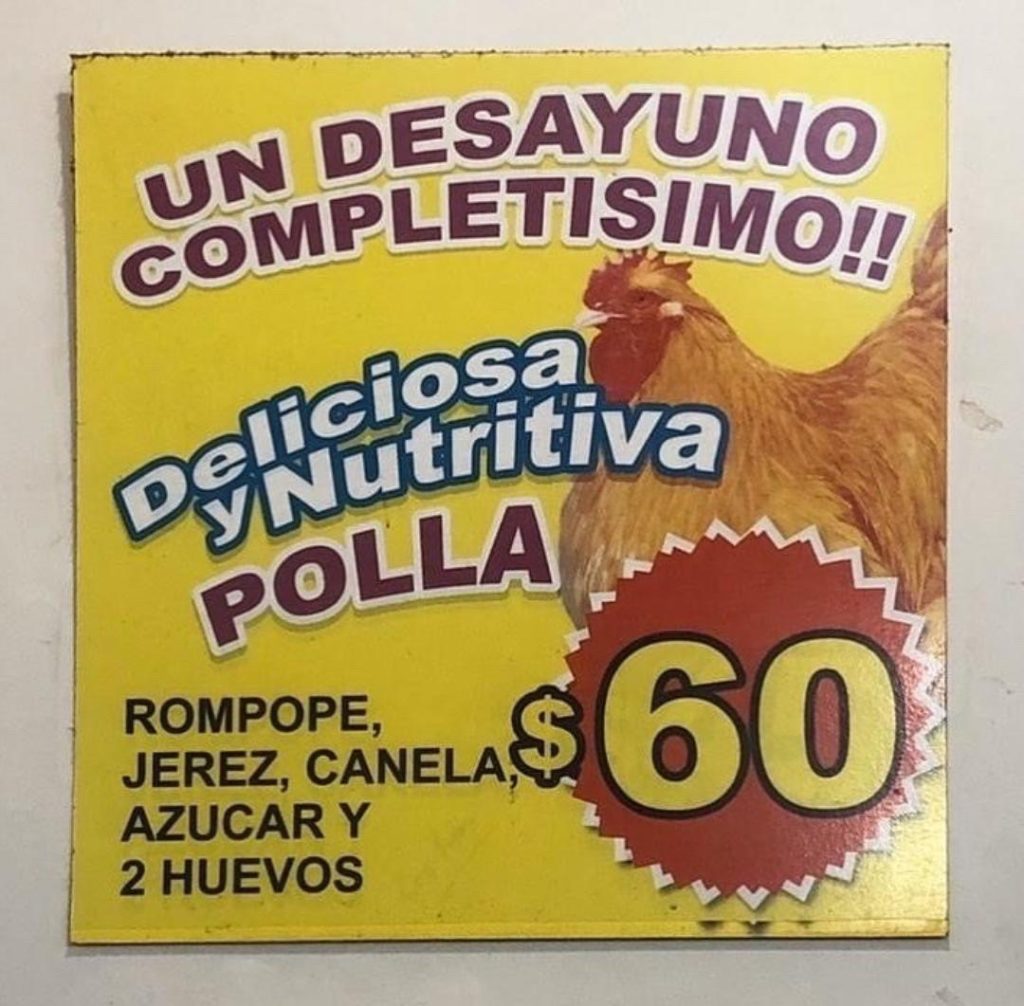 UN DESAYUNO
COMPLETISIMO!!
Deliciosa
y Nutritiva
POLLA
ROMPOPE,
JEREZ, CANELA,
AZUCAR Y
2 HUEVOS
$60